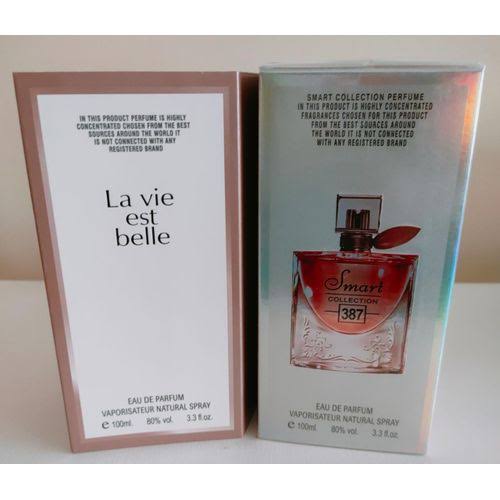 IN THIS PRODUCT PERFUME IS HIGHLY
CONCENTRATED CHOSEN FROM THE BEST
SOURCES AROUND THE WORLD IT
IS NOT CONNECTED WITH ANY
REGISTERED BRAND
La vie
est
belle
EAU DE PARFUM
VAPORISATEUR NATURAL SPRAY
e 100ml. 80% vol. 3.3 fl.oz
SMART COLLECTION PERFUME
IN THIS PRODUCT IS HIGHLY CONCENTRATED
FRAGRANCES CHOSEN FOR THIS PRODUCT
FROM THE BEST SOURCES AROUND
THE WORLD IT IS NOT CONNECTED
WITH ANY REGISTERED BRAND
Smart
COLLECTION
387
EAU DE PARFUM
VAPORISATEUR NATURAL SPRAY
e 100ml. 80% vol. 3.3 fl.oz